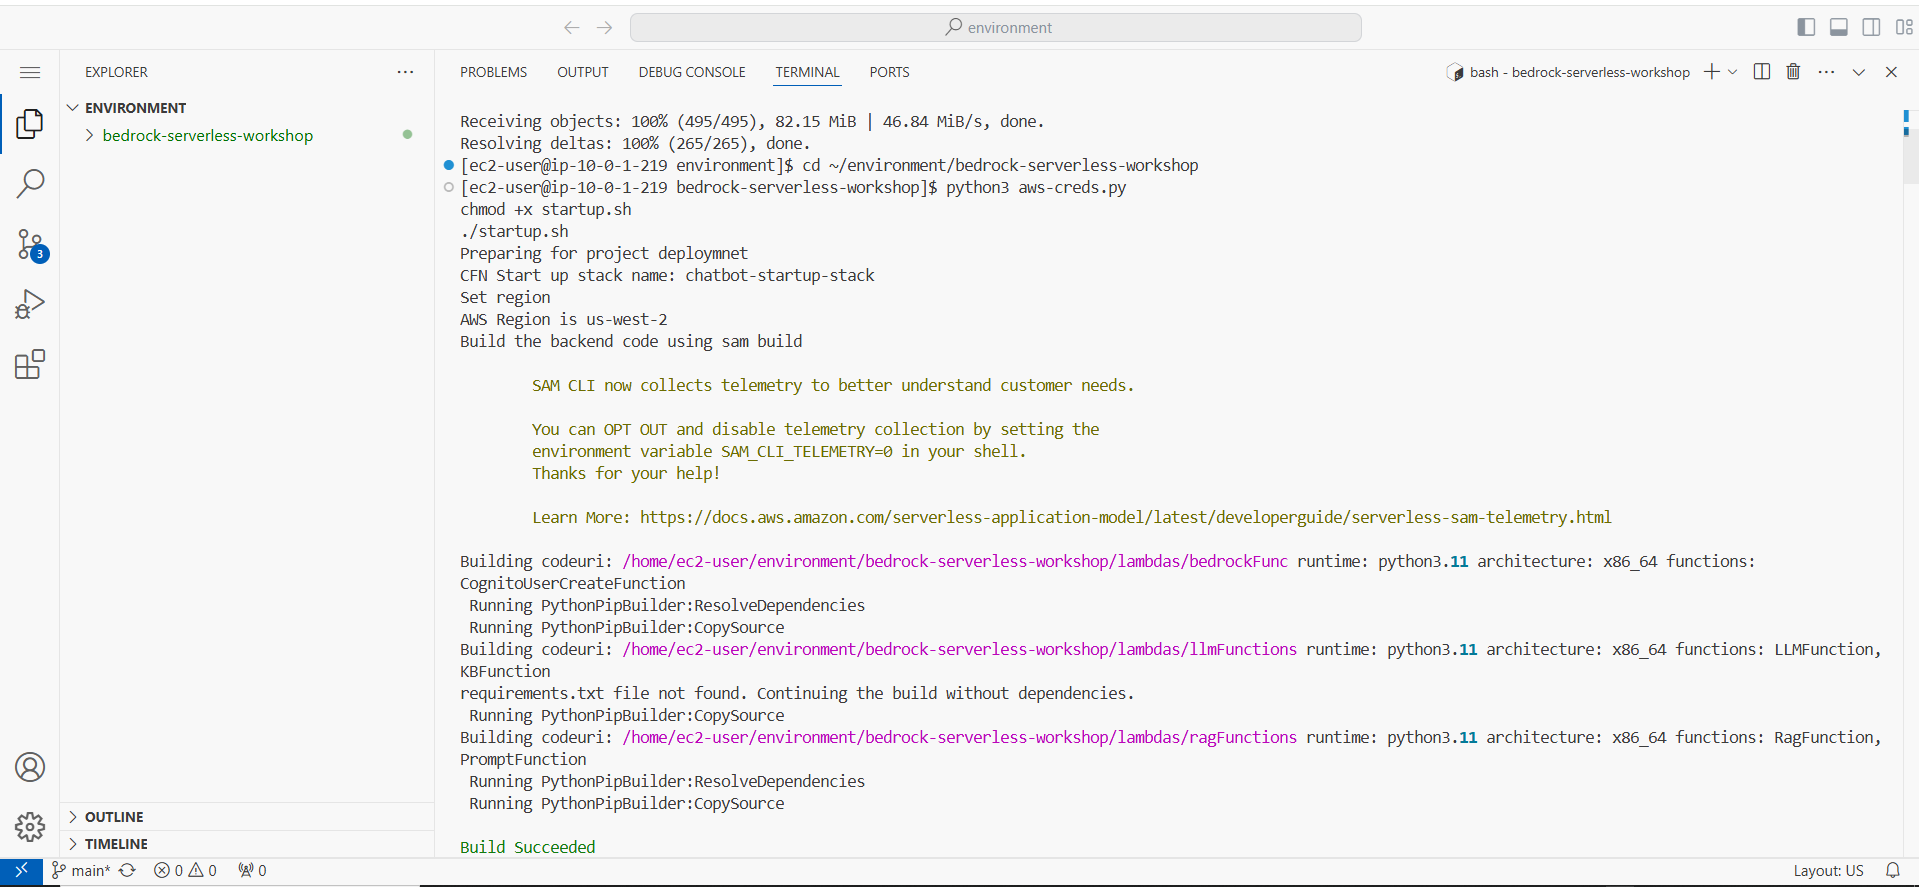 environment
EXPLORER
ENVIRONMENT
bedrock-serverless-workshop
3
OUTLINE
TIMELINE
PROBLEMS OUTPUT DEBUG CONSOLE TERMINAL PORTS
bash - bedrock-serverless-workshop
Receiving objects: 100% (495/495), 82.15 MiB | 46.84 MiB/s, done.
Resolving deltas: 100% (265/265), done.
[ec2-user@ip-10-0-1-219 environment]$ cd ~/environment/bedrock-serverless-workshop
[ec2-user@ip-10-0-1-219 bedrock-serverless-workshop]$ python3 aws-creds.py
chmod +x startup.sh
./startup.sh
Preparing for project deploymnet
CFN Start up stack name: chatbot-startup-stack
Set region
AWS Region is us-west-2
Build the backend code using sam build
SAM CLI now collects telemetry to better understand customer needs.
You can OPT OUT and disable telemetry collection by setting the
environment variable SAM_CLI_TELEMETRY=0 in your shell.
Thanks for your help!
Learn More: https://docs.aws.amazon.com/serverless-application-model/latest/developerguide/serverless-sam-telemetry.html
Building codeuri: /home/ec2-user/environment/bedrock-serverless-workshop/lambdas/bedrockFunc runtime: python3.11 architecture: x86_64 functions:
CognitoUserCreateFunction
Running PythonPipBuilder:ResolveDependencies
Running PythonPipBuilder:CopySource
Building codeuri: /home/ec2-user/environment/bedrock-serverless-workshop/lambdas/llmFunctions runtime: python3.11 architecture: x86_64 functions: LLMFunction,
KBFunction
requirements.txt file not found. Continuing the build without dependencies.
Running PythonPipBuilder:CopySource
Building codeuri: /home/ec2-user/environment/bedrock-serverless-workshop/lambdas/ragFunctions runtime: python3.11 architecture: x86_64 functions: RagFunction,
PromptFunction
Running PythonPipBuilder:ResolveDependencies
Running PythonPipBuilder:CopySource
Build Succeeded
main* 0 0 0 Layout: US